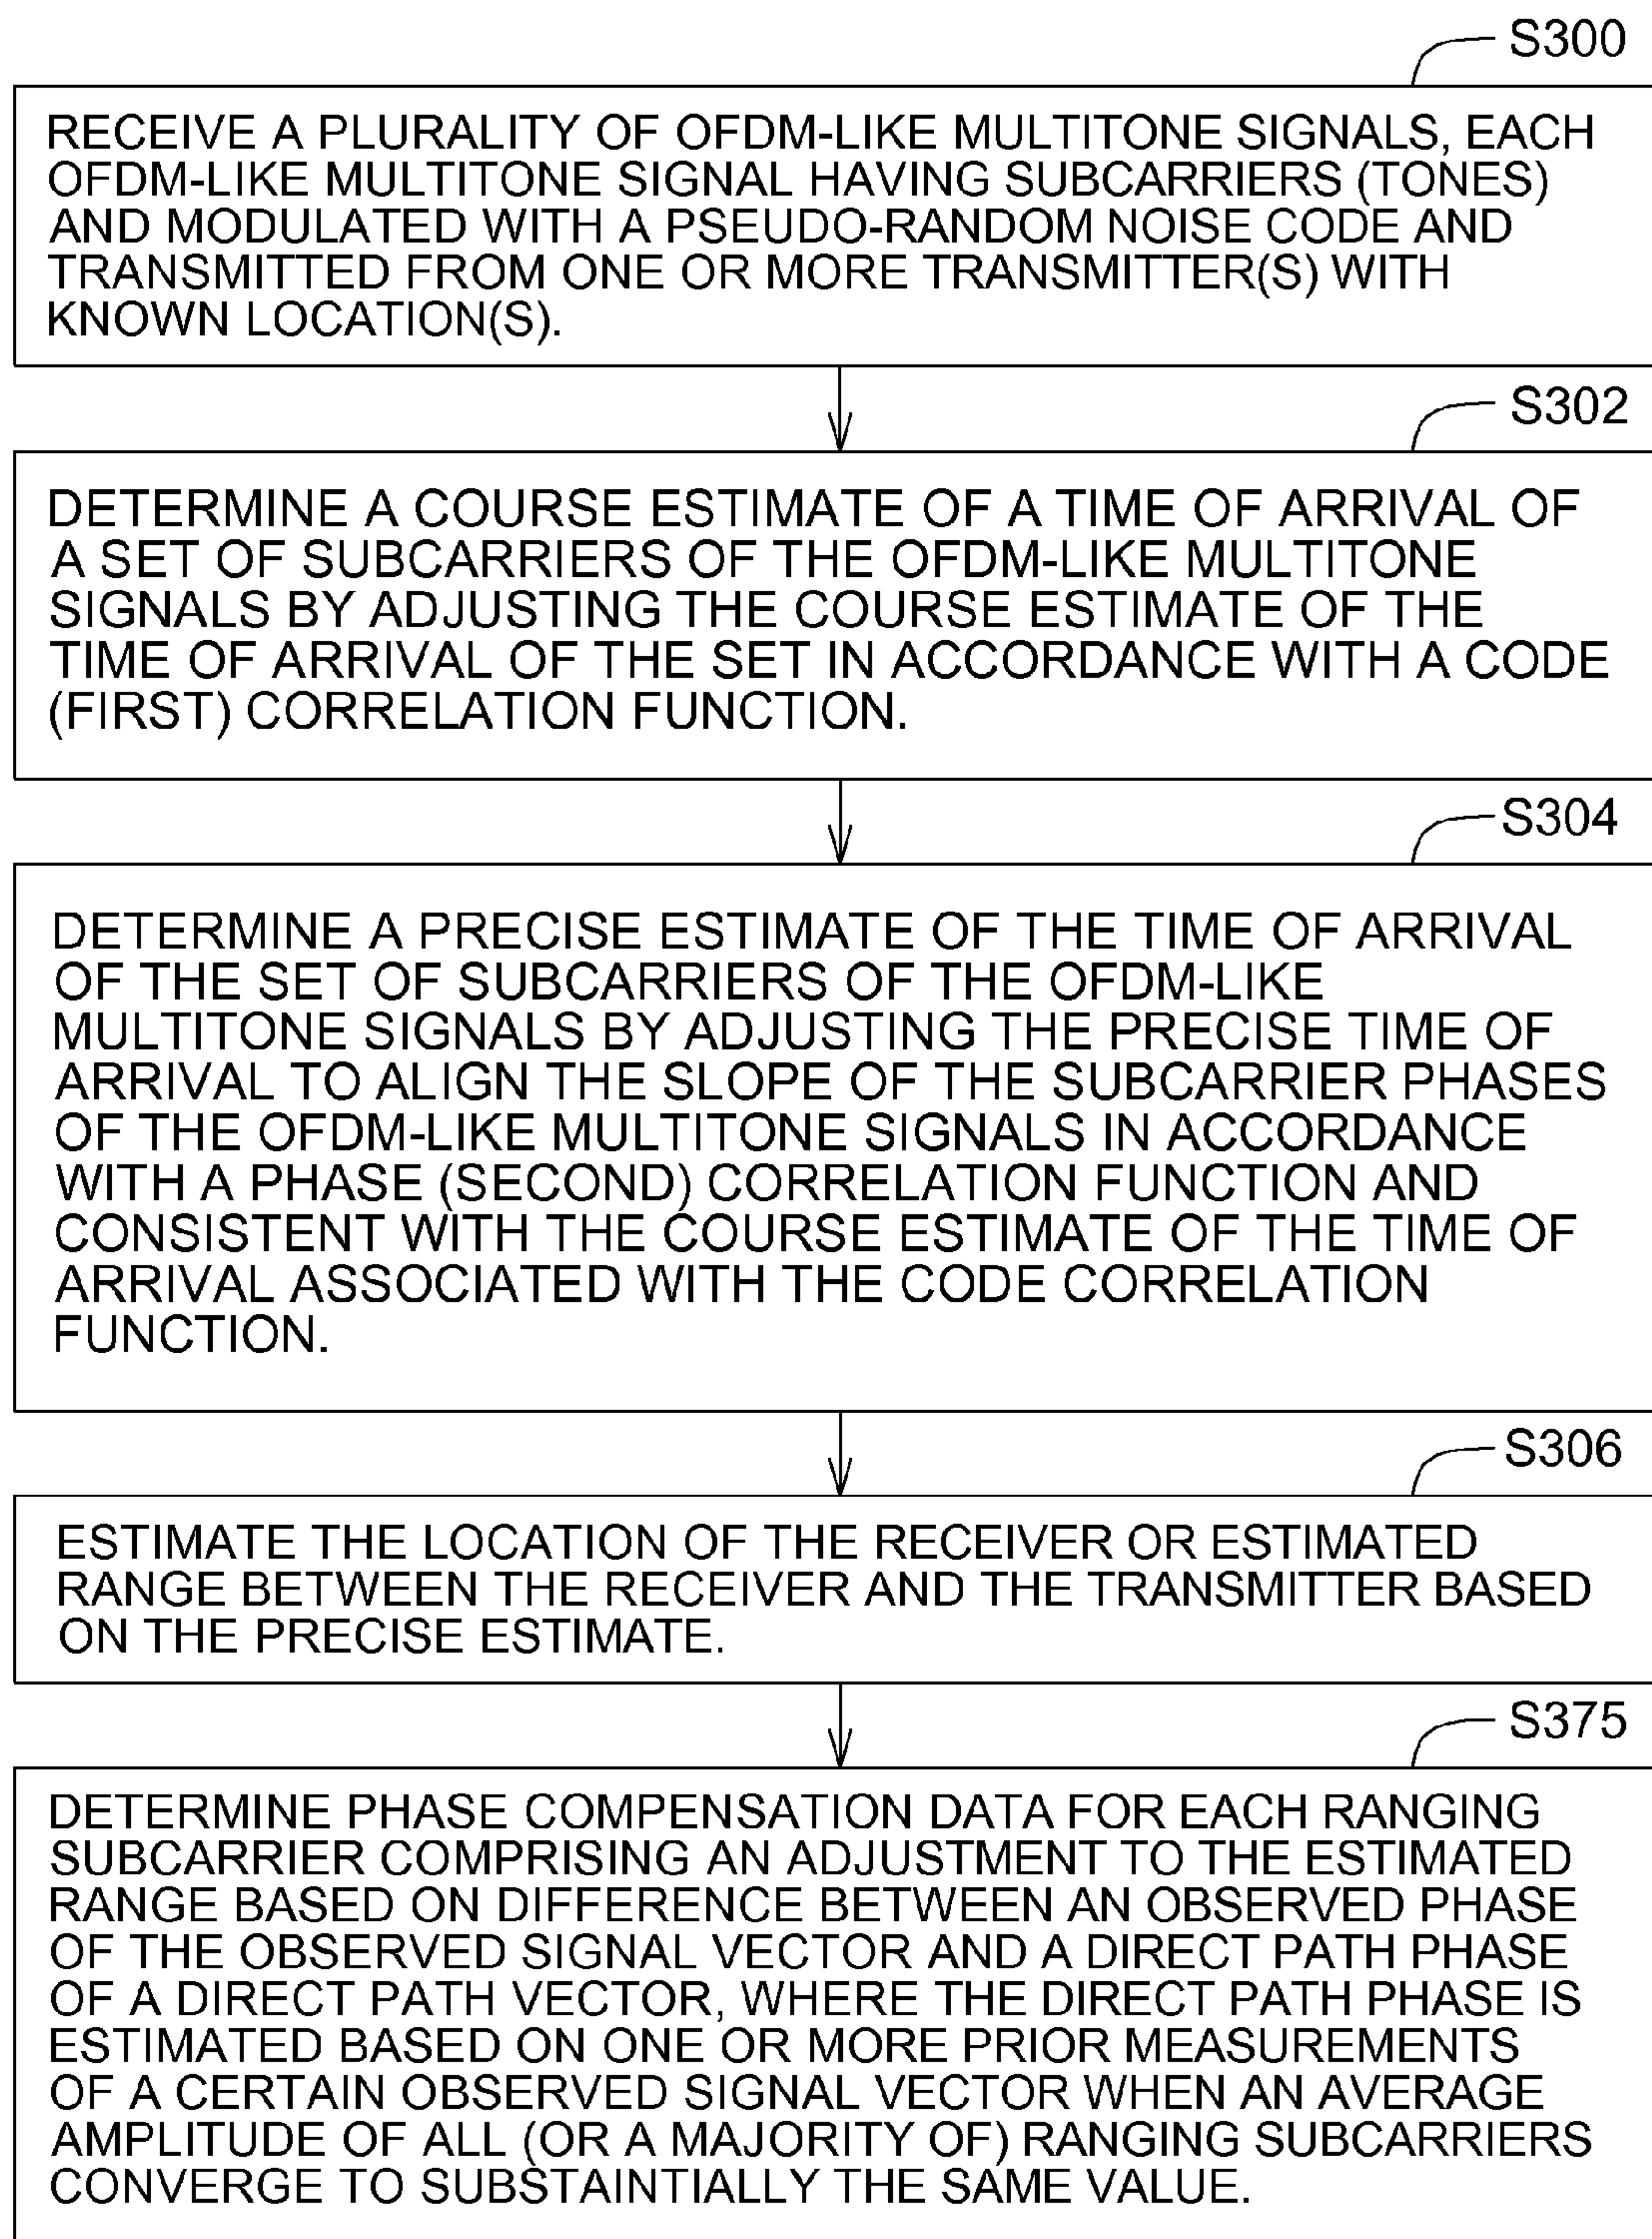 S300
RECEIVE A PLURALITY OF OFDM-LIKE MULTITONE SIGNALS, EACH
OFDM-LIKE MULTITONE SIGNAL HAVING SUBCARRIERS (TONES)
AND MODULATED WITH A PSEUDO-RANDOM NOISE CODE AND
TRANSMITTED FROM ONE OR MORE TRANSMITTER(S) WITH
KNOWN LOCATION(S).
S302
DETERMINE A COURSE ESTIMATE OF A TIME OF ARRIVAL OF
A SET OF SUBCARRIERS OF THE OFDM-LIKE MULTITONE
SIGNALS BY ADJUSTING THE COURSE ESTIMATE OF THE
TIME OF ARRIVAL OF THE SET IN ACCORDANCE WITH A CODE
(FIRST) CORRELATION FUNCTION.
S304
DETERMINE A PRECISE ESTIMATE OF THE TIME OF ARRIVAL
OF THE SET OF SUBCARRIERS OF THE OFDM-LIKE
MULTITONE SIGNALS BY ADJUSTING THE PRECISE TIME OF
ARRIVAL TO ALIGN THE SLOPE OF THE SUBCARRIER PHASES
OF THE OFDM-LIKE MULTITONE SIGNALS IN ACCORDANCE
WITH A PHASE (SECOND) CORRELATION FUNCTION AND
CONSISTENT WITH THE COURSE ESTIMATE OF THE TIME OF
ARRIVAL ASSOCIATED WITH THE CODE CORRELATION
FUNCTION.
S306
ESTIMATE THE LOCATION OF THE RECEIVER OR ESTIMATED
RANGE BETWEEN THE RECEIVER AND THE TRANSMITTER BASED
ON THE PRECISE ESTIMATE.
S375
DETERMINE PHASE COMPENSATION DATA FOR EACH RANGING
SUBCARRIER COMPRISING AN ADJUSTMENT TO THE ESTIMATED
RANGE BASED ON DIFFERENCE BETWEEN AN OBSERVED PHASE
OF THE OBSERVED SIGNAL VECTOR AND A DIRECT PATH PHASE
OF A DIRECT PATH VECTOR, WHERE THE DIRECT PATH PHASE IS
ESTIMATED BASED ON ONE OR MORE PRIOR MEASUREMENTS
OF A CERTAIN OBSERVED SIGNAL VECTOR WHEN AN AVERAGE
AMPLITUDE OF ALL (OR A MAJORITY OF) RANGING SUBCARRIERS
CONVERGE TO SUBSTAINTIALLY THE SAME VALUE.